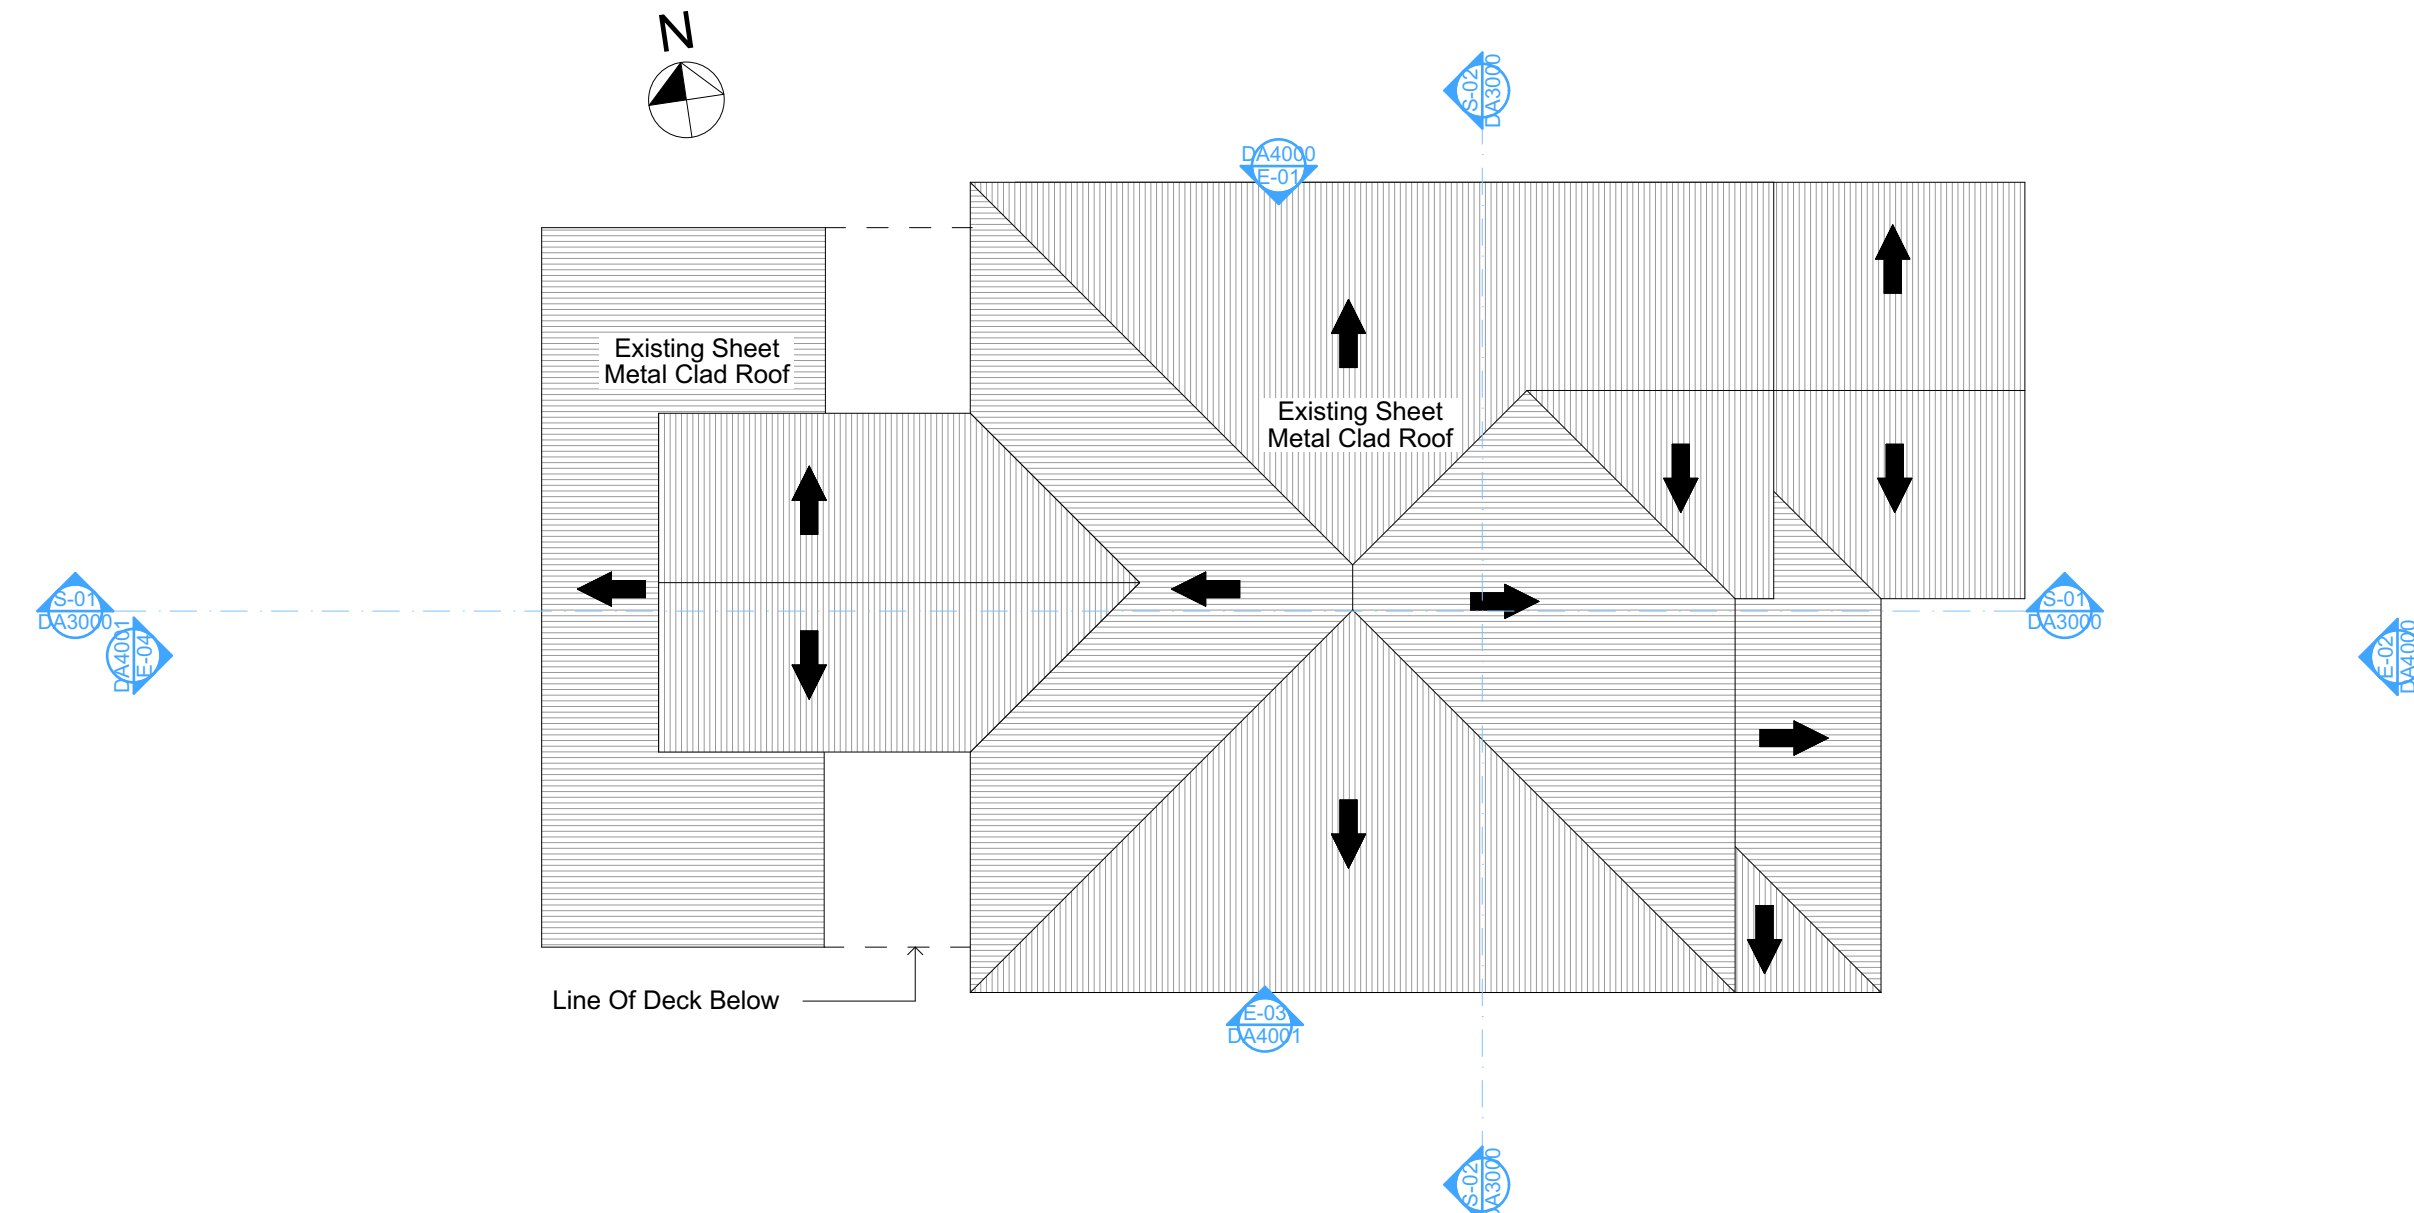 N
S-02
DA3000
DA4000
E-01
Existing Sheet
Metal Clad Roof
Existing Sheet
Metal Clad Roof
S-01
DA3000
DA4001
E-04
S-01
DA3000
E-02
DA4000
Line Of Deck Below
E-03
DA4001
S-02
DA3000